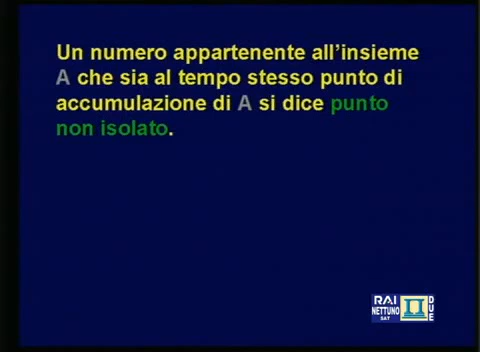 Un numero appartenente all'insieme
A che sia al tempo stesso punto di
accumulazione di A si dice punto
non isolato.
RAI
NETTUNO
SAT
DUE